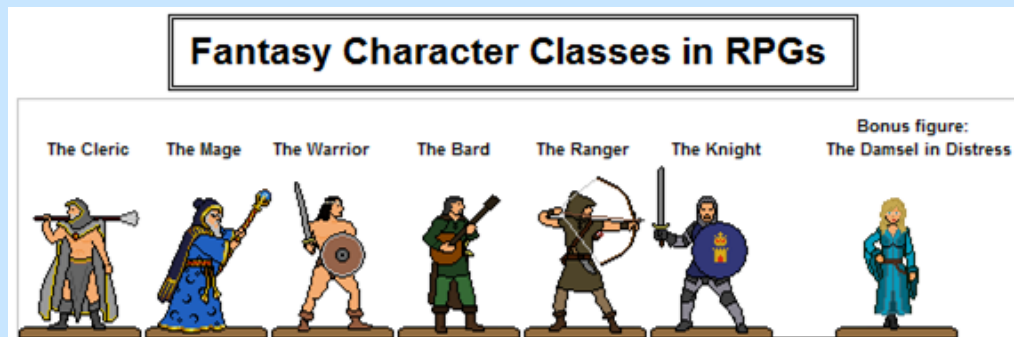 Fantasy Character Classes in RPGs
Bonus figure:
The Cleric The Mage The Warrior The Bard The Ranger The Knight The Damsel in Distress